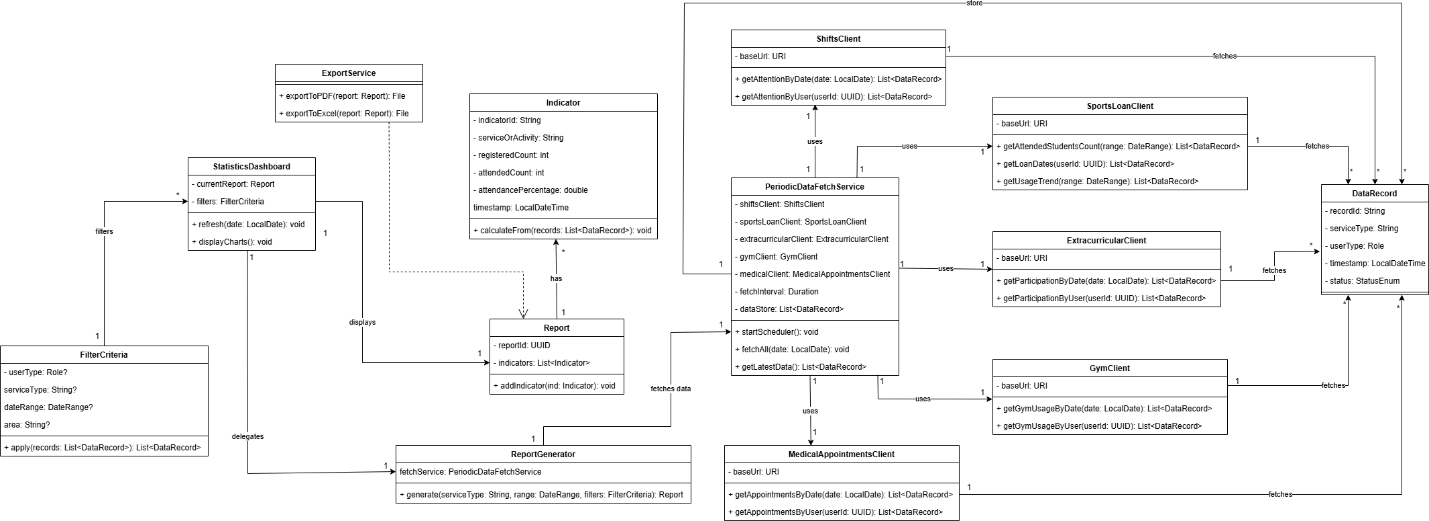 store
ShiftsClient
- baseUrl: URI
+ getAttentionByDate(date: LocalDate): List<DataRecord>
+ getAttentionByUser(userId: UUID): List<DataRecord>
1
fetches
*
*
*
ExportService
+ exportToPDF(report: Report): File
+ exportToExcel(report: Report): File
Indicator
- indicatorId: String
- serviceOrActivity: String
- registeredCount: int
- attendedCount: int
- attendancePercentage: double
timestamp: LocalDateTime
+ calculateFrom(records: List<DataRecord>): void
1
uses
1
SportsLoanClient
- baseUrl: URI
+ getAttendedStudentsCount(range: DateRange): List<DataRecord>
+ getLoanDates(userId: UUID): List<DataRecord>
+ getUsageTrend(range: DateRange): List<DataRecord>
1
uses
1
1
fetches
StatisticsDashboard
- currentReport: Report
- filters: FilterCriteria
+ refresh(date: LocalDate): void
+ displayCharts(): void
*
filters
1
1
1
PeriodicDataFetchService
- shiftsClient: ShiftsClient
- sportsLoanClient: SportsLoanClient
- extracurricularClient: ExtracurricularClient
- gymClient: GymClient
- medicalClient: MedicalAppointmentsClient
- fetchInterval: Duration
- dataStore: List<DataRecord>
+ startScheduler(): void
+ fetchAll(date: LocalDate): void
+ getLatestData(): List<DataRecord>
1
DataRecord
- recordId: String
- serviceType: String
- userType: Role
- timestamp: LocalDateTime
- status: StatusEnum
ExtracurricularClient
- baseUrl: URI
+ getParticipationByDate(date: LocalDate): List<DataRecord>
+ getParticipationByUser(userId: UUID): List<DataRecord>
1
uses
1
1
fetches
*
*
has
1
displays
1
Report
- reportId: UUID
- indicators: List<Indicator>
+ addIndicator(ind: Indicator): void
FilterCriteria
- userType: Role?
serviceType: String?
dateRange: DateRange?
area: String?
+ apply(records: List<DataRecord>): List<DataRecord>
1
fetches data
1
GymClient
- baseUrl: URI
+ getGymUsageByDate(date: LocalDate): List<DataRecord>
+ getGymUsageByUser(userId: UUID): List<DataRecord>
1
uses
1
1
fetches
*
*
delegates
1
ReportGenerator
fetchService: PeriodicDataFetchService
+ generate(serviceType: String, range: DateRange, filters: FilterCriteria): Report
1
uses
1
MedicalAppointmentsClient
- baseUrl: URI
+ getAppointmentsByDate(date: LocalDate): List<DataRecord>
+ getAppointmentsByUser(userId: UUID): List<DataRecord>
1
fetches